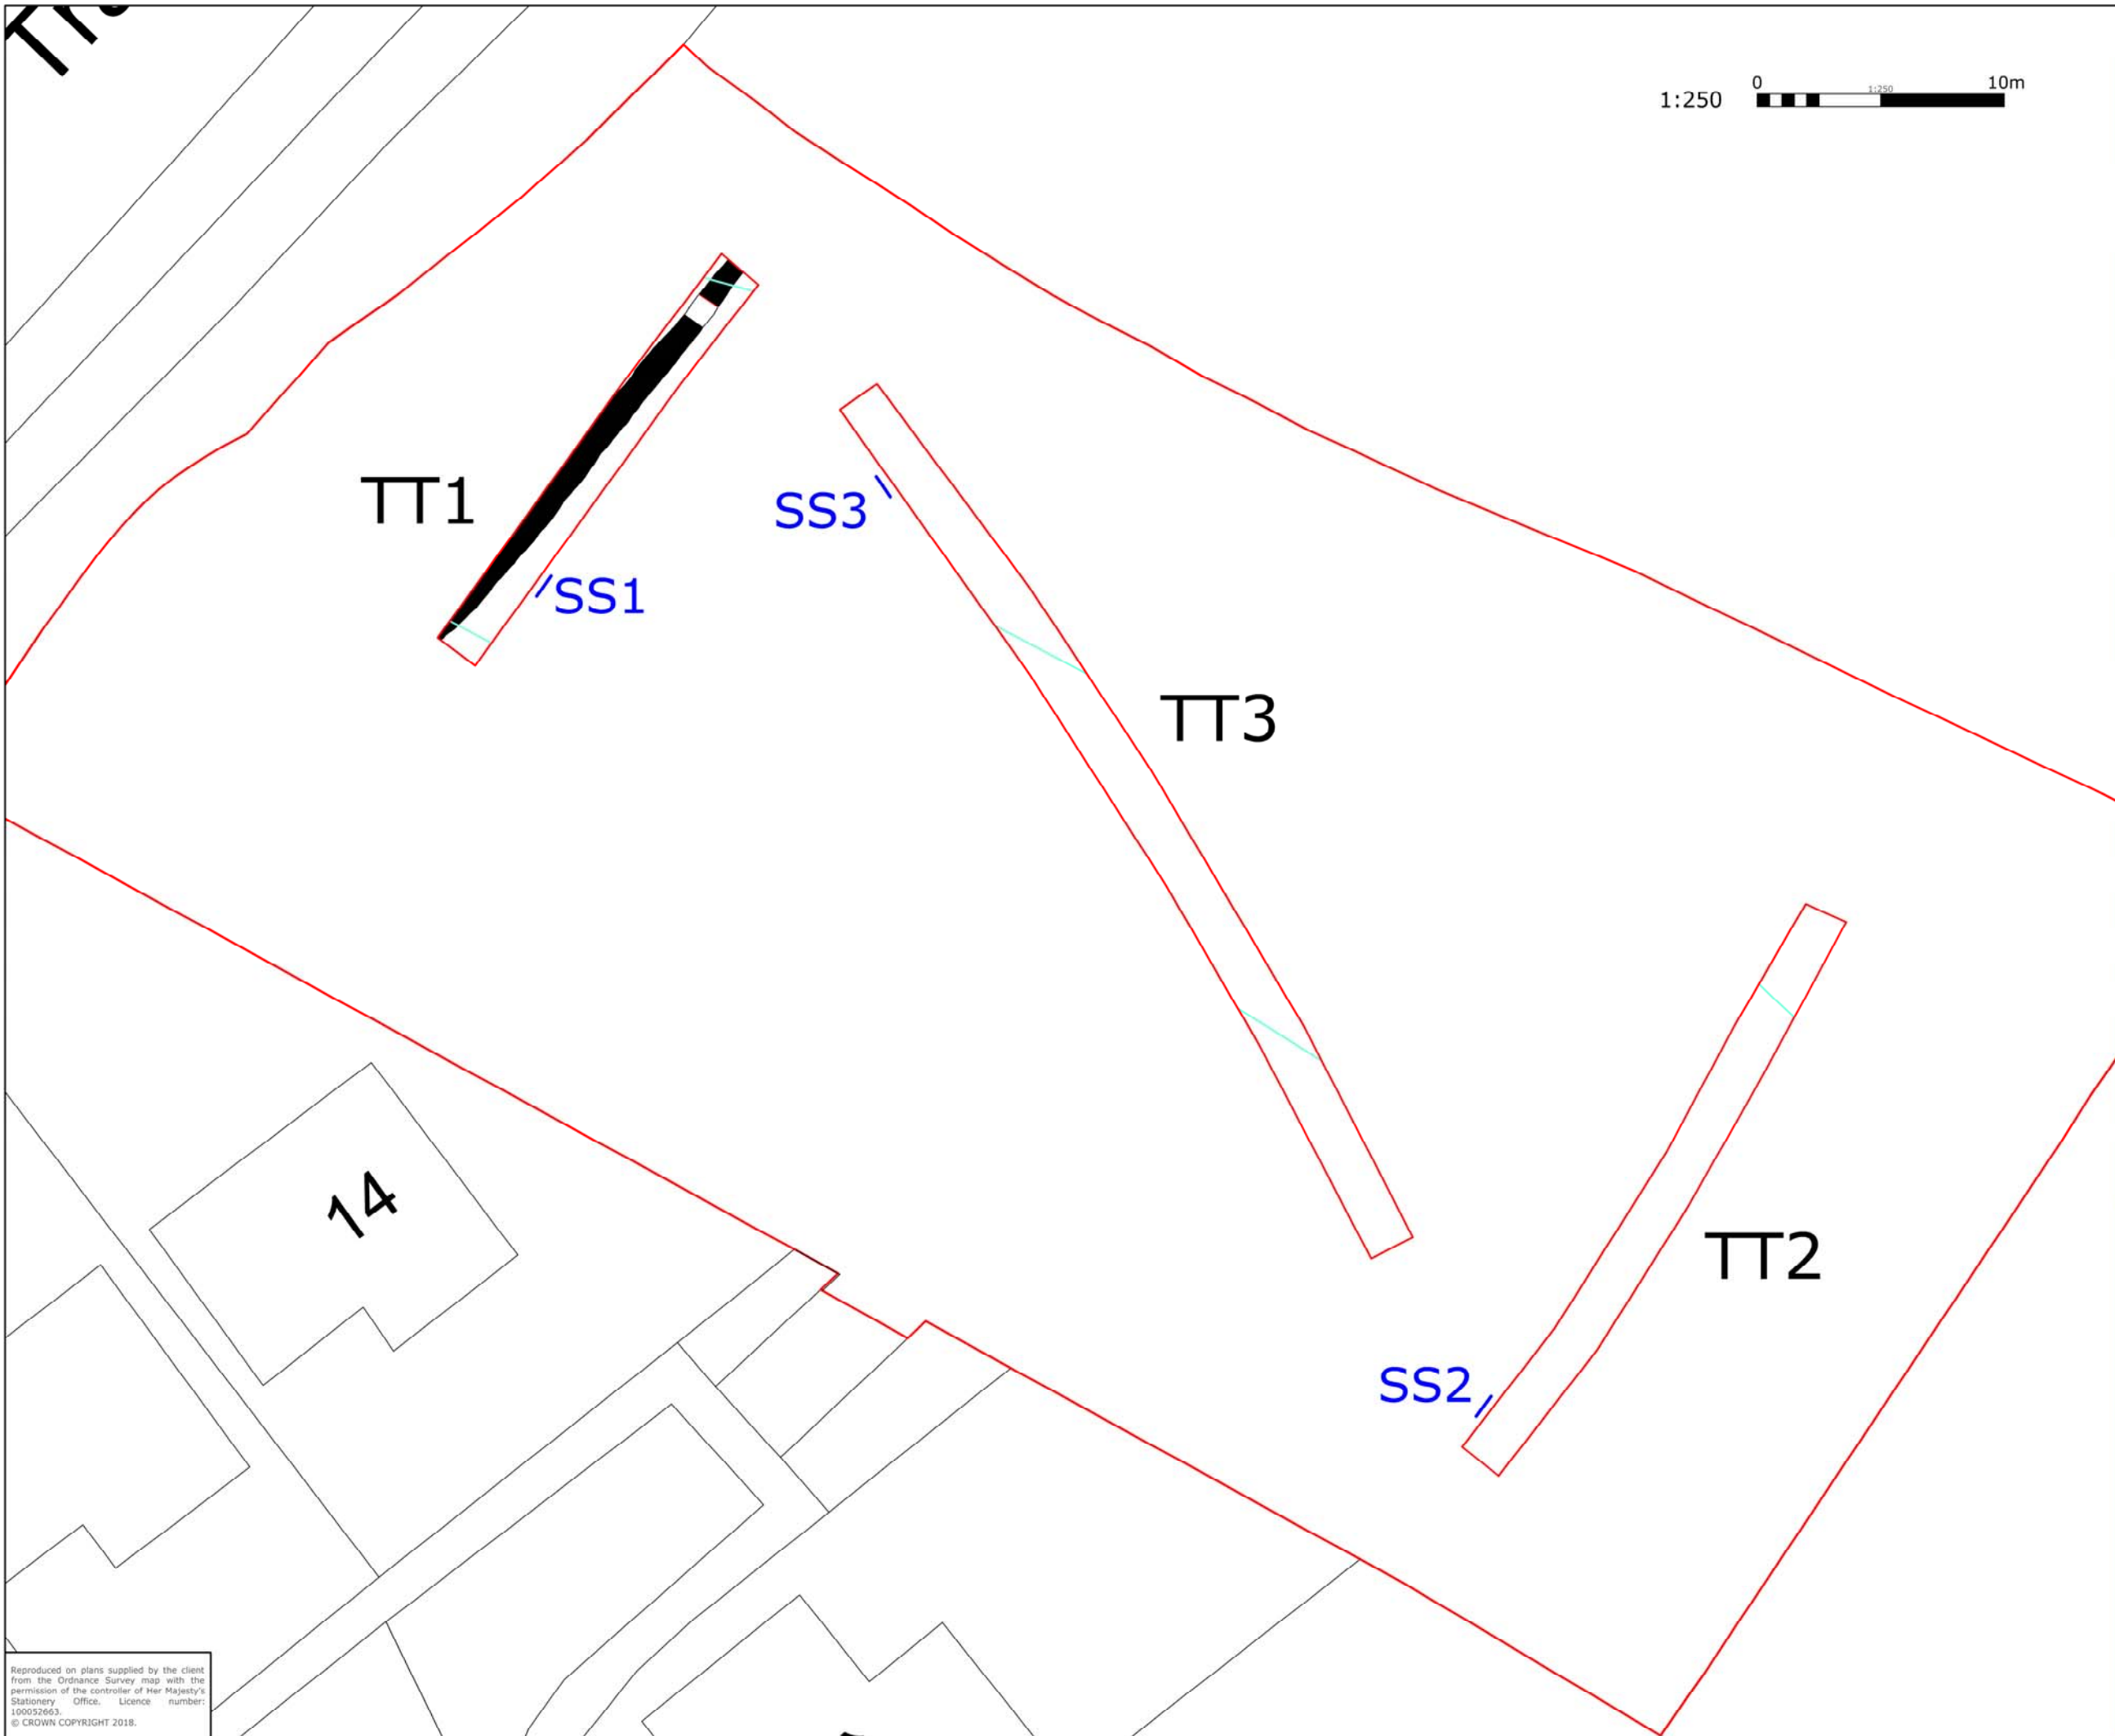 0 10m
1:250
1:250
TT1
SS3
SS1
TT3
14
TT2
SS2
Reproduced on plans supplied by the client
from the Ordnance Survey map with the
permission of the controller of Her Majesty's
Stationery Office. Licence number:
100052663.
© CROWN COPYRIGHT 2018.